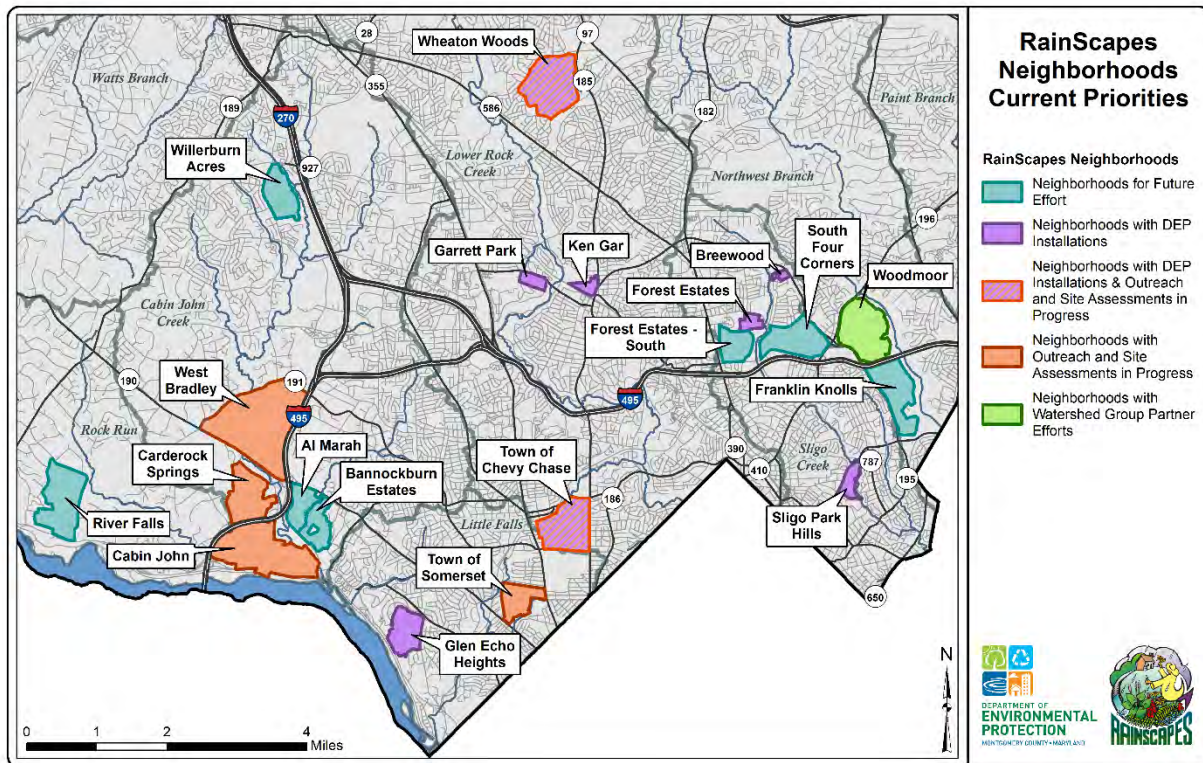 RainScapes
Neighborhoods
Current Priorities
RainScapes Neighborhoods
Neighborhoods for Future
Effort
Neighborhoods with DEP
Installations
Neighborhoods with DEP
Installations & Outreach
and Site Assessments in
Progress
Neighborhoods with
Outreach and Site
Assessments in Progress
Neighborhoods with
Watershed Group Partner
Efforts
Wheaton Woods
28
97
Watts Branch
355
185
189
586
182
Paint Branch
270
Willerburn
Acres
927
Lower Rock
Creek
Northwest Branch
196
Garrett Park
Ken Gar
Breewood
South Four
Corners
Woodmoor
Forest Estates
Cabin John
Creek
Forest Estates -
South
190
West
Bradley
191
495
495
Franklin Knolls
Rock Run
Al Marah
Carderock
Springs
Bannockburn
Estates
Town of
Chevy Chase
390
410
Sligo
Creek
787
195
186
River Falls
Little Falls
Sligo Park
Hills
Cabin John
Town of
Somerset
650
Glen Echo
Heights
N
0
1
2
4
Miles
DEPARTMENT OF
ENVIRONMENTAL
PROTECTION
MONTGOMERY COUNTY • MARYLAND
RAINSCAPES